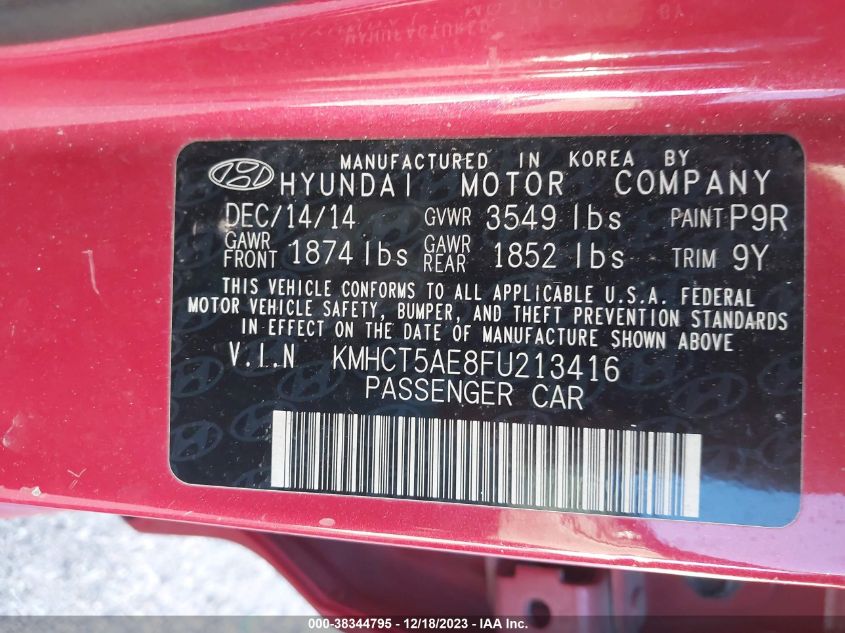 MANUFACTURED IN KOREA BY
HYUNDAI MOTOR COMPANY
DEC/14/14 GVWR 3549 lbs PAINT P9R
GAWR FRONT 1874 lbs GAWR REAR 1852 lbs TRIM 9Y
THIS VEHICLE CONFORMS TO ALL APPLICABLE U.S.A. FEDERAL
MOTOR VEHICLE SAFETY, BUMPER, AND THEFT PREVENTION STANDARDS
IN EFFECT ON THE DATE OF MANUFACTURE SHOWN ABOVE
V.I.N KMHCT5AE8FU213416
PASSENGER CAR
000-38344795 - 12/18/2023 - IAA Inc.